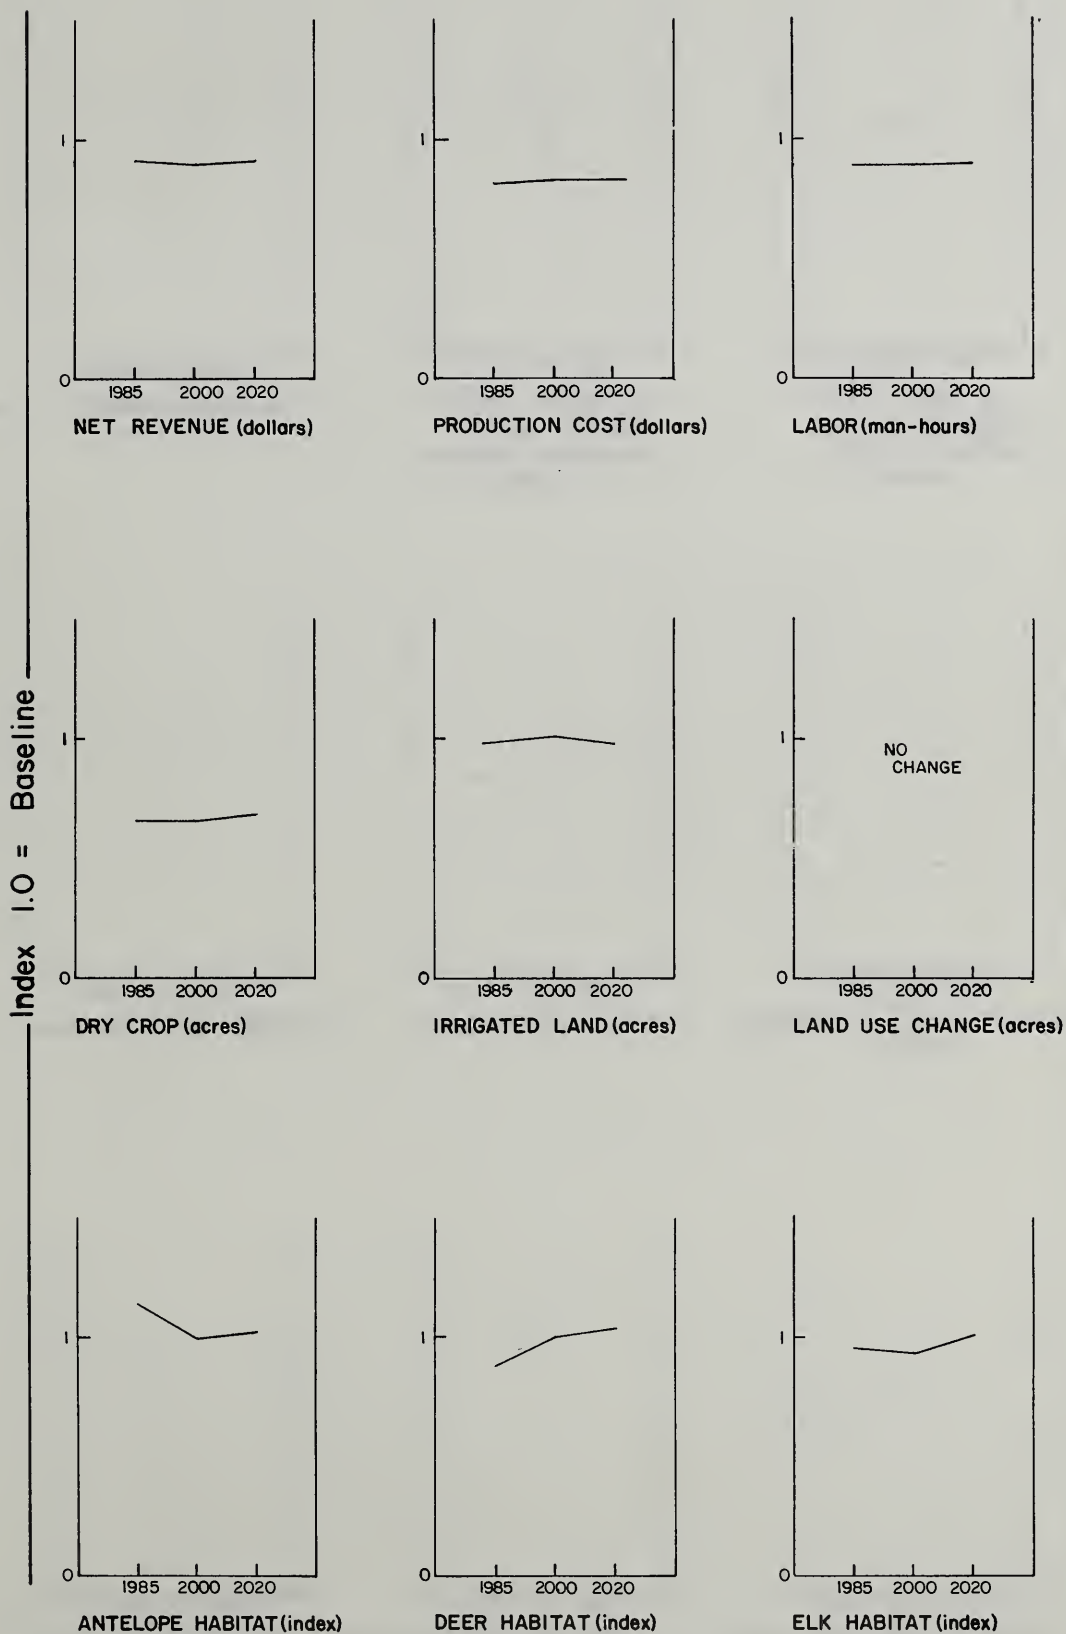 Index 1.0 = Baseline
1
0
1985 2000 2020
NET REVENUE (dollars)
1
0
1985 2000 2020
PRODUCTION COST (dollars)
1
0
1985 2000 2020
LABOR (man-hours)
1
0
1985 2000 2020
DRY CROP (acres)
0
1985 2000 2020
IRRIGATED LAND (acres)
1
NO
CHANGE
0
1985 2000 2020
LAND USE CHANGE (acres)
1
0
1985 2000 2020
ANTELOPE HABITAT (index)
1
0
1985 2000 2020
DEER HABITAT (index)
1
0
1985 2000 2020
ELK HABITAT (index)